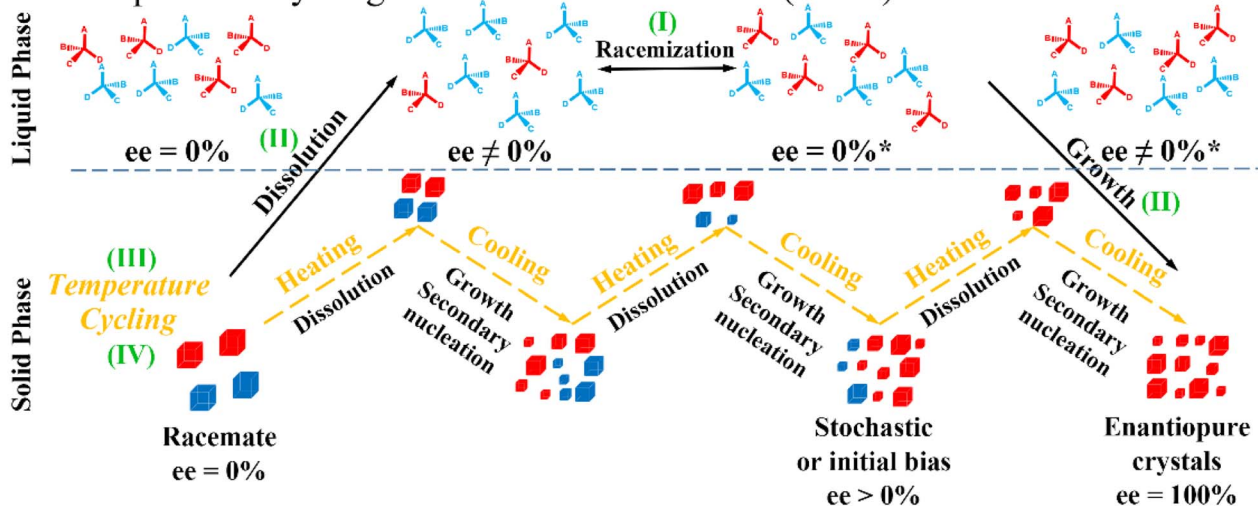 Liquid Phase
(I)
Racemization
(II)
Dissolution
ee = 0%
ee ≠ 0%
ee = 0%*
ee ≠ 0%*
Growth
(II)
Solid Phase
(III)
Temperature
Cycling
(IV)
Heating
Dissolution
Cooling
Growth
Secondary
nucleation
Heating
Dissolution
Cooling
Growth
Secondary
nucleation
Heating
Dissolution
Cooling
Growth
Secondary
nucleation
Racemate
ee = 0%
Stochastic
or initial bias
ee > 0%
Enantiopure
crystals
ee = 100%